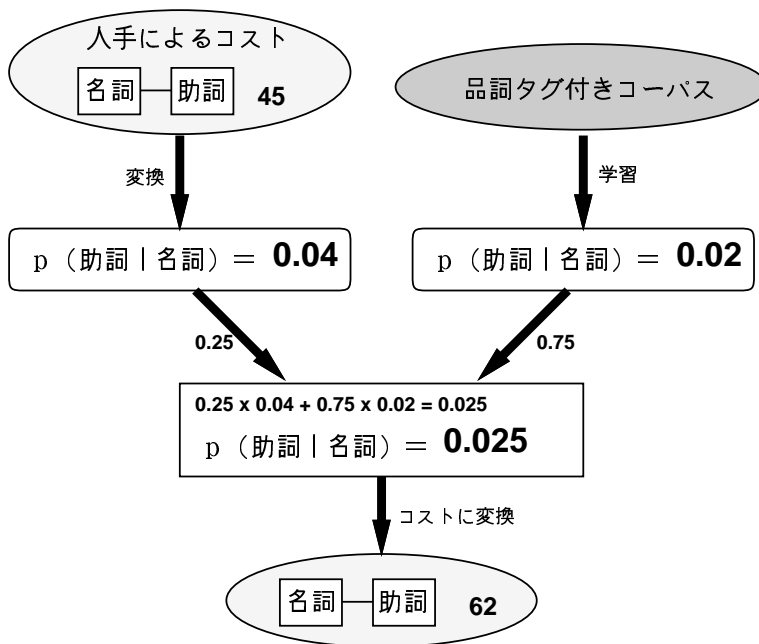 人手によるコスト
名詞 助詞 45
品詞タグ付きコーパス
変換
学習
p (助詞 | 名詞) = 0.04
p (助詞 | 名詞) = 0.02
0.25
0.75
0.25 x 0.04 + 0.75 x 0.02 = 0.025
p (助詞 | 名詞) = 0.025
コストに変換
名詞 助詞 62